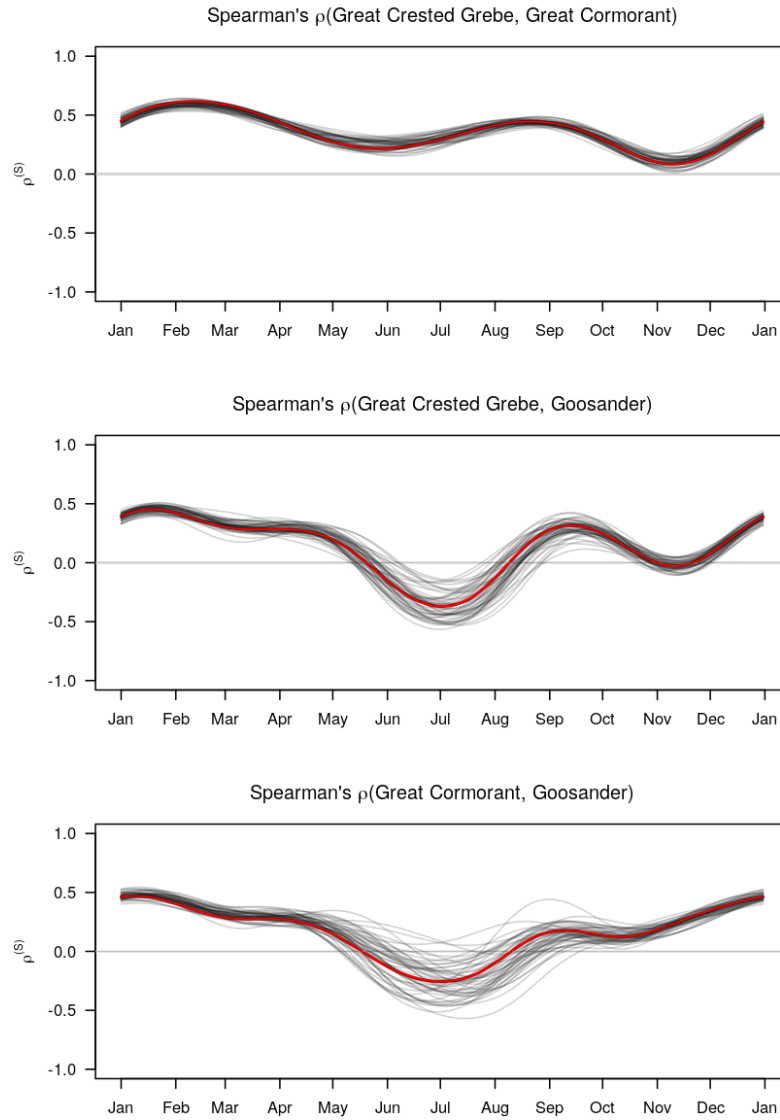 Spearman's ρ(Great Crested Grebe, Great Cormorant)
1.0
0.5
0.0
-0.5
-1.0
ρ(S)
Jan Feb Mar Apr May Jun Jul Aug Sep Oct Nov Dec Jan
Spearman's ρ(Great Crested Grebe, Goosander)
1.0
0.5
0.0
-0.5
-1.0
ρ(S)
Jan Feb Mar Apr May Jun Jul Aug Sep Oct Nov Dec Jan
Spearman's ρ(Great Cormorant, Goosander)
1.0
0.5
0.0
-0.5
-1.0
ρ(S)
Jan Feb Mar Apr May Jun Jul Aug Sep Oct Nov Dec Jan